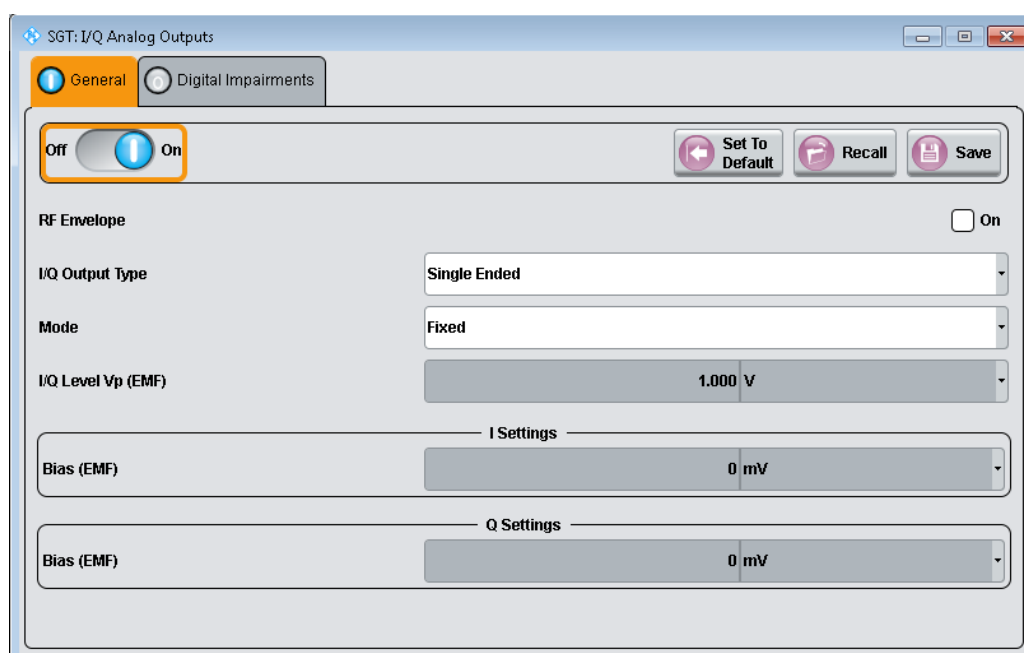 SGT: I/Q Analog Outputs
General
Digital Impairments
Off
On
Set To
Default
Recall
Save
RF Envelope
On
I/Q Output Type
Single Ended
Mode
Fixed
I/Q Level Vp (EMF)
1.000 V
I Settings
Bias (EMF)
0 mV
Q Settings
Bias (EMF)
0 mV